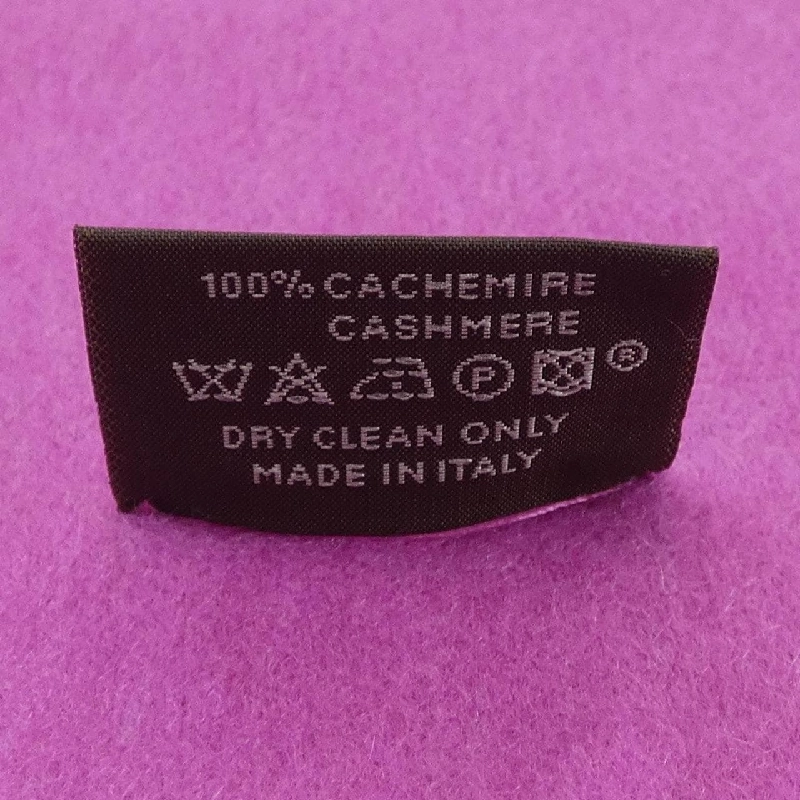 100% CACHEMIRE
CASHMERE
P ®
DRY CLEAN ONLY
MADE IN ITALY